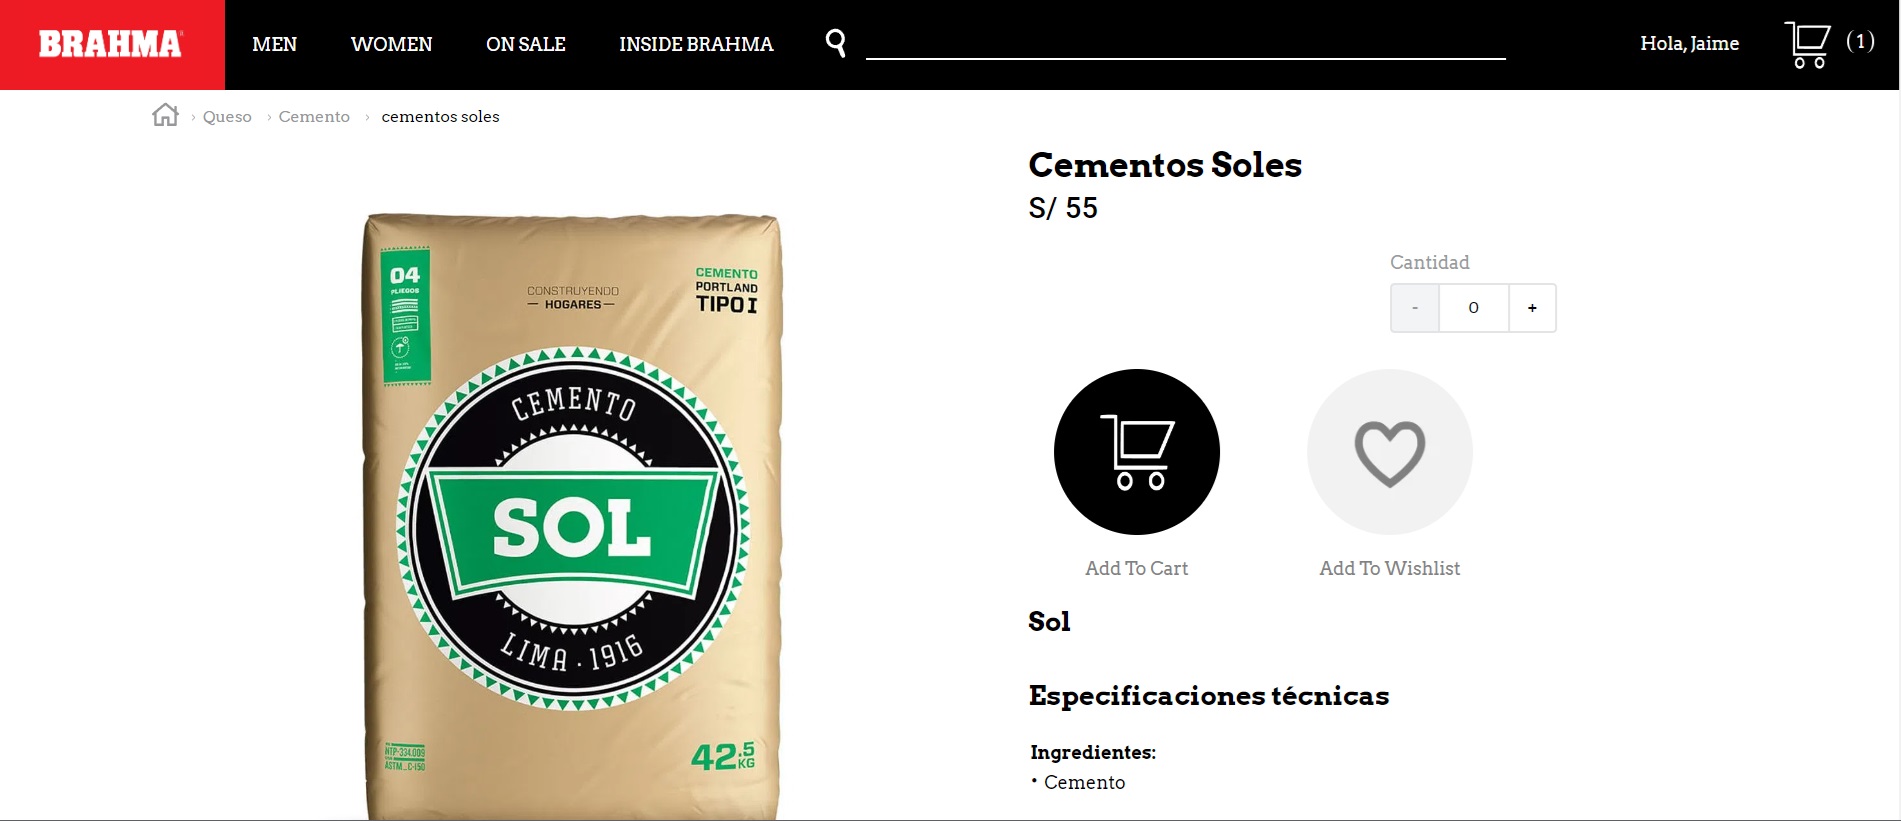 BRAHMA
MEN WOMEN ON SALE INSIDE BRAHMA Hola, Jaime (1)
› Queso › Cemento › cementos soles
Cementos Soles
S/ 55
Cantidad
- 0 +
Add To Cart Add To Wishlist
Sol
Especificaciones técnicas
Ingredientes:
• Cemento
04
PLIEGOS
CONSTRUYENDO
— HOGARES —
CEMENTO
PORTLAND
TIPO I
CEMENTO
SOL
LIMA · 1916
NTP-334.009
ASTM_C-150
42.5
KG